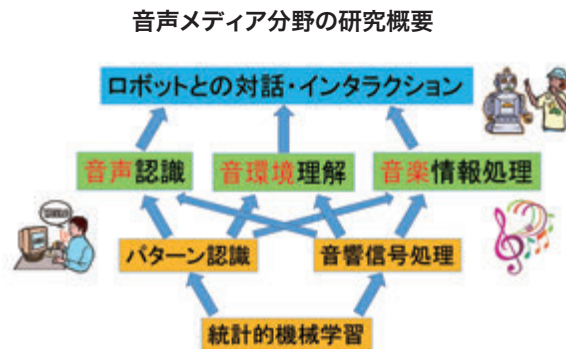 音声メディア分野の研究概要
ロボットとの対話・インタラクション
音声認識
音環境理解
音楽情報処理
パターン認識
音響信号処理
統計的機械学習